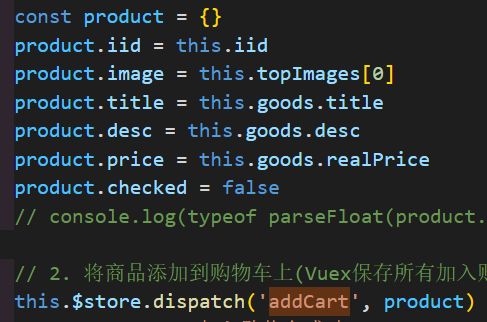 const product = {}
product.iid = this.iid
product.image = this.topImages[0]
product.title = this.goods.title
product.desc = this.goods.desc
product.price = this.goods.realPrice
product.checked = false
// console.log(typeof parseFloat(product.
// 2. 将商品添加到购物车上(Vuex保存所有加入购
this.$store.dispatch('addCart', product)